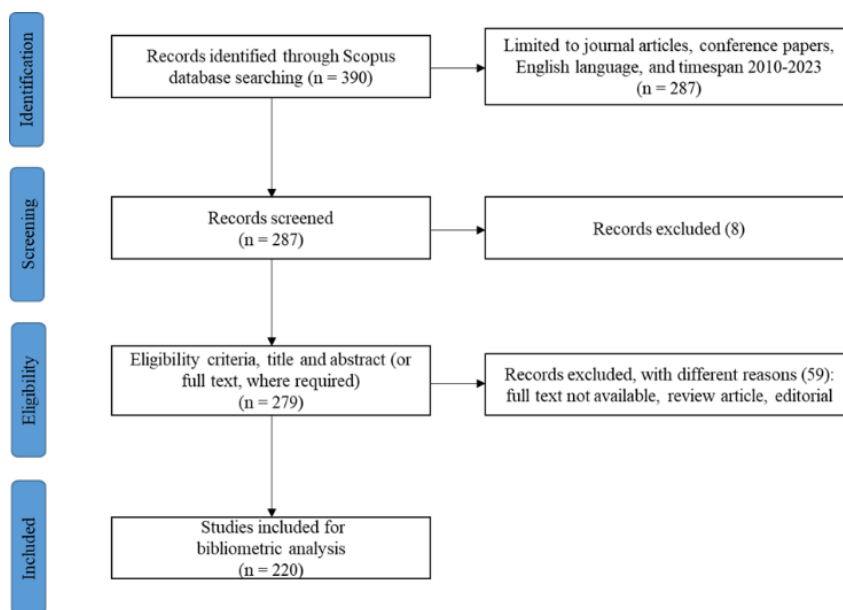 Identification
Records identified through Scopus
database searching (n = 390)
Limited to journal articles, conference papers,
English language, and timespan 2010-2023
(n = 287)
Screening
Records screened
(n = 287)
Records excluded (8)
Eligibility
Eligibility criteria, title and abstract (or
full text, where required)
(n = 279)
Records excluded, with different reasons (59):
full text not available, review article, editorial
Included
Studies included for
bibliometric analysis
(n = 220)